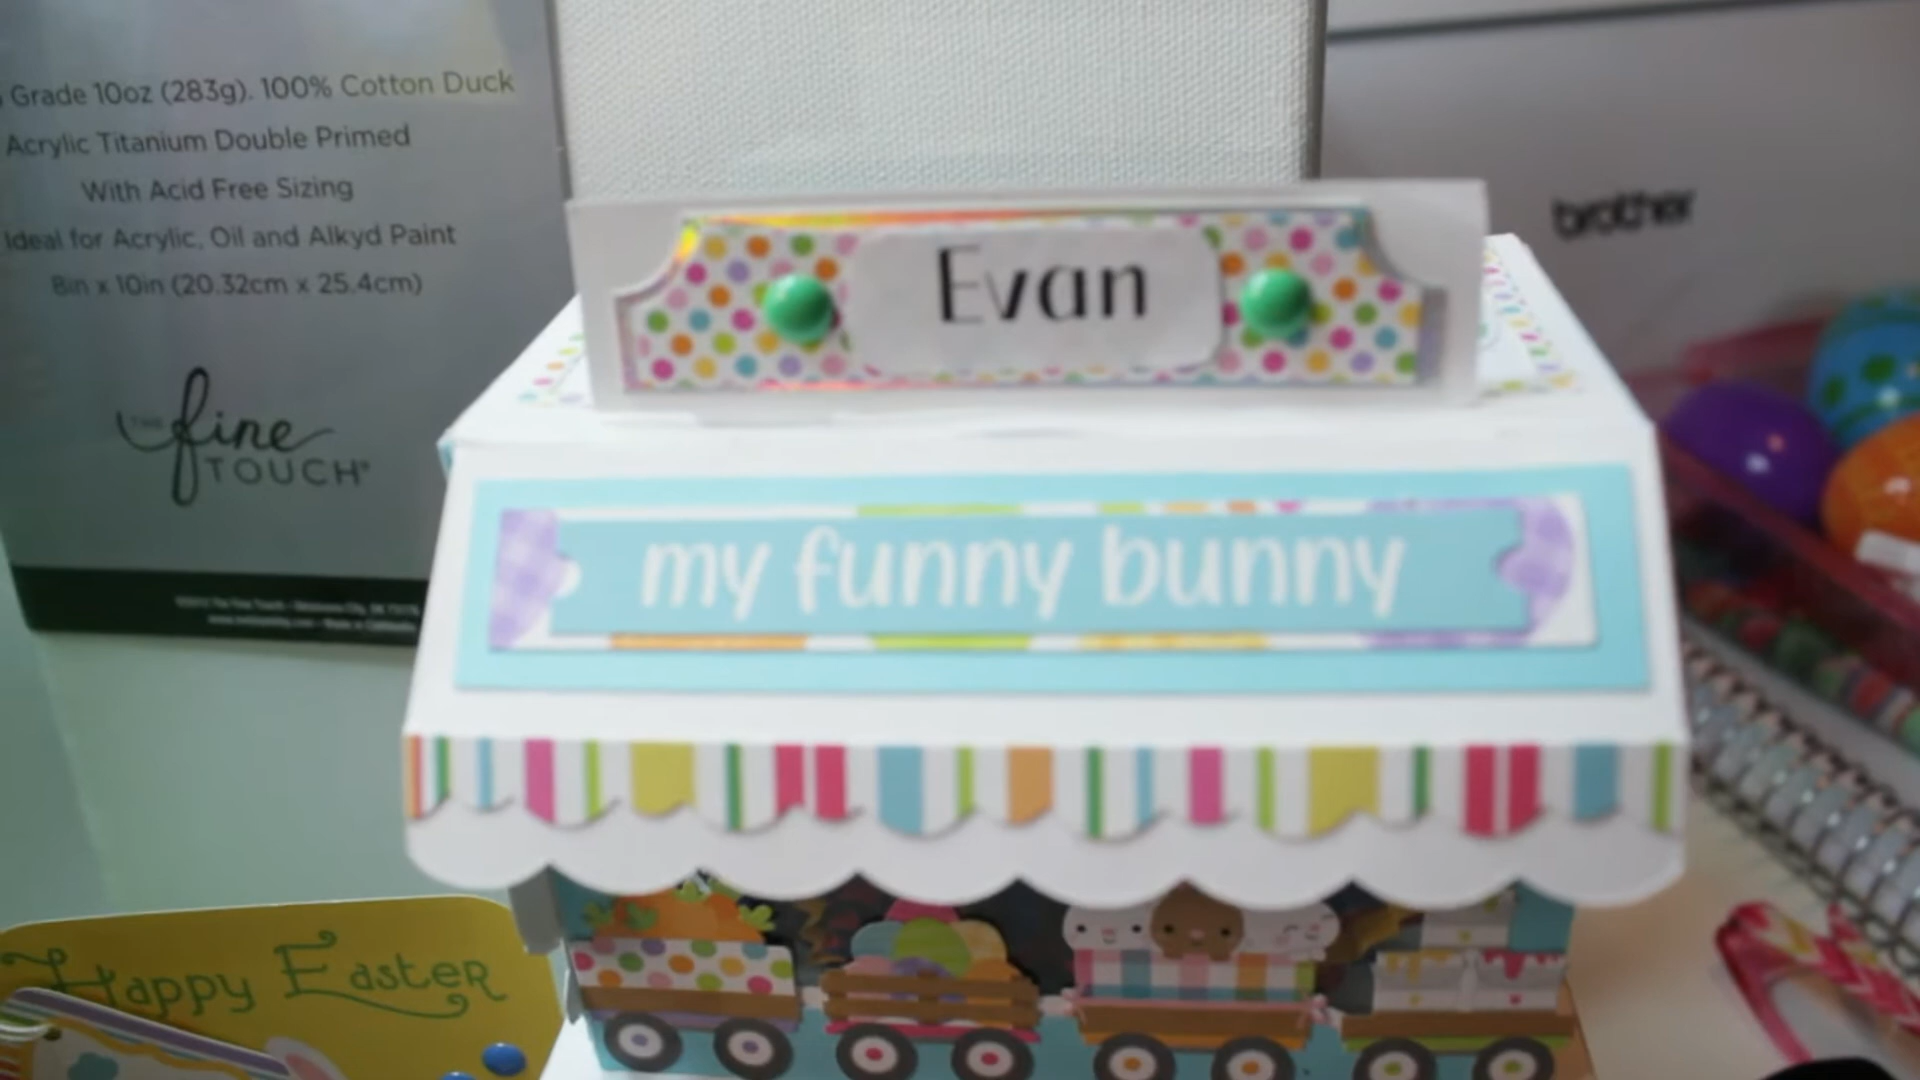 Grade 10oz (283g). 100% Cotton Duck
Acrylic Titanium Double Primed
With Acid Free Sizing
Ideal for Acrylic, Oil and Alkyd Paint
8in x 10in (20.32cm x 25.4cm)
THE fine
TOUCH®
brother
Evan
my funny bunny
Happy Easter